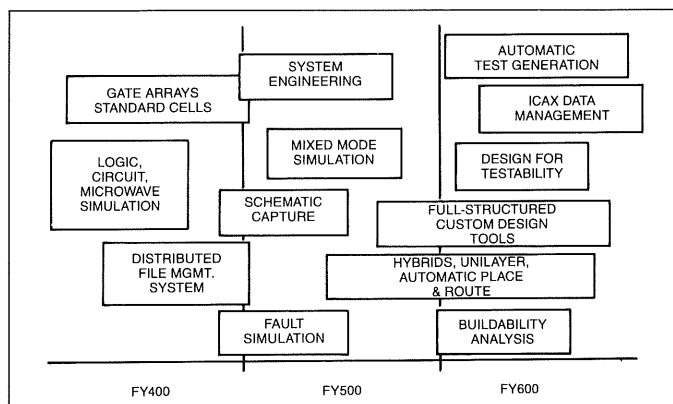 AUTOMATIC
TEST GENERATION
SYSTEM
ENGINEERING
GATE ARRAYS
STANDARD CELLS
ICAX DATA
MANAGEMENT
MIXED MODE
SIMULATION
LOGIC,
CIRCUIT,
MICROWAVE
SIMULATION
DESIGN FOR
TESTABILITY
SCHEMATIC
CAPTURE
FULL-STRUCTURED
CUSTOM DESIGN
TOOLS
DISTRIBUTED
FILE MGMT.
SYSTEM
HYBRIDS, UNILAYER,
AUTOMATIC PLACE
& ROUTE
FAULT
SIMULATION
BUILDABILITY
ANALYSIS
FY400
FY500
FY600